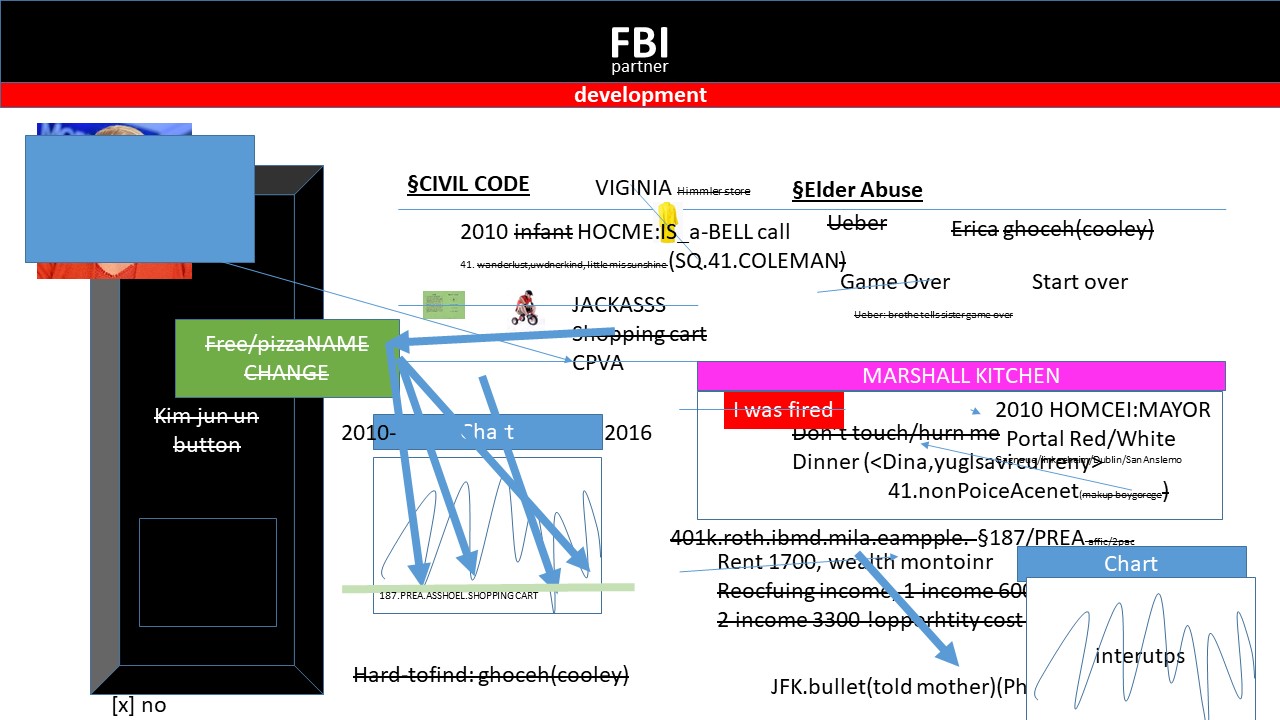 FBI
partner
development
§CIVIL CODE
VIGINIA Himmler store
§Elder Abuse
2010 infant HOCME:IS_a-BELL call
Ueber
Erica ghoceh(cooley)
41. wanderlust,uwdnerkind, little mis sunshine (SQ.41.COLEMAN)
Game Over
Start over
JACKASSS
Ueber: brothe tells sister game over
Shopping cart
Free/pizzaNAME
CHANGE
CPVA
MARSHALL KITCHEN
Kim jun un
button
I was fired
2010 HOMCEI:MAYOR
2010-
Chart
2016
Don't touch/hurn me
Portal Red/White
Dinner (<Dina,yugIsavicurreny>
/Dublin/San Anslemo
41.nonPoiceAcenet(makup boygorege)
401k.roth.ibmd.mila.eampple. §187/PREA affic/2pac
Rent 1700, wealth montoinr
Chart
187.PREA.ASSHOEL.SHOPPING CART
Reocfuing income, 1 income 600
2 income 3300 !opporhtity cost
interutps
Hard-tofind: ghoceh(cooley)
JFK.bullet(told mother)(Ph
[x] no